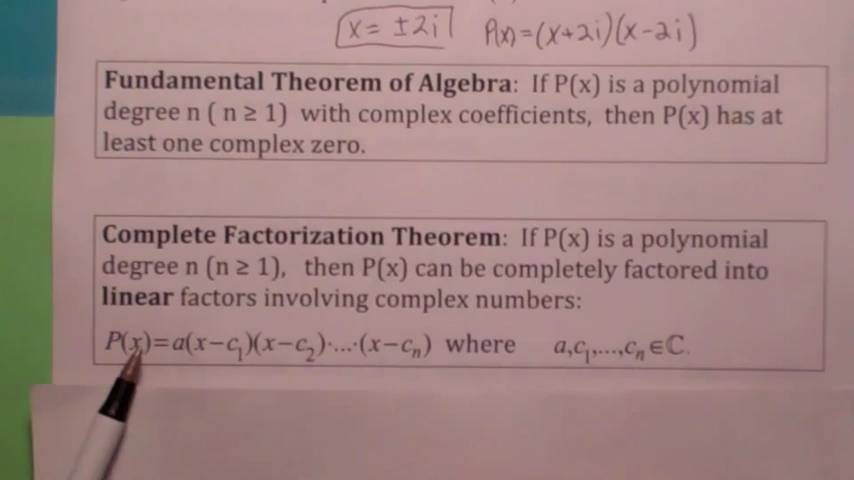 x = ±2i P(x)=(x+2i)(x-2i)
Fundamental Theorem of Algebra: If P(x) is a polynomial
degree n ( n ≥ 1) with complex coefficients, then P(x) has at
least one complex zero.
Complete Factorization Theorem: If P(x) is a polynomial
degree n (n ≥ 1), then P(x) can be completely factored into
linear factors involving complex numbers:
P(x)=a(x−c₁)(x−c₂)·...·(x−cₙ) where a,c₁,...,cₙ∈ℂ.